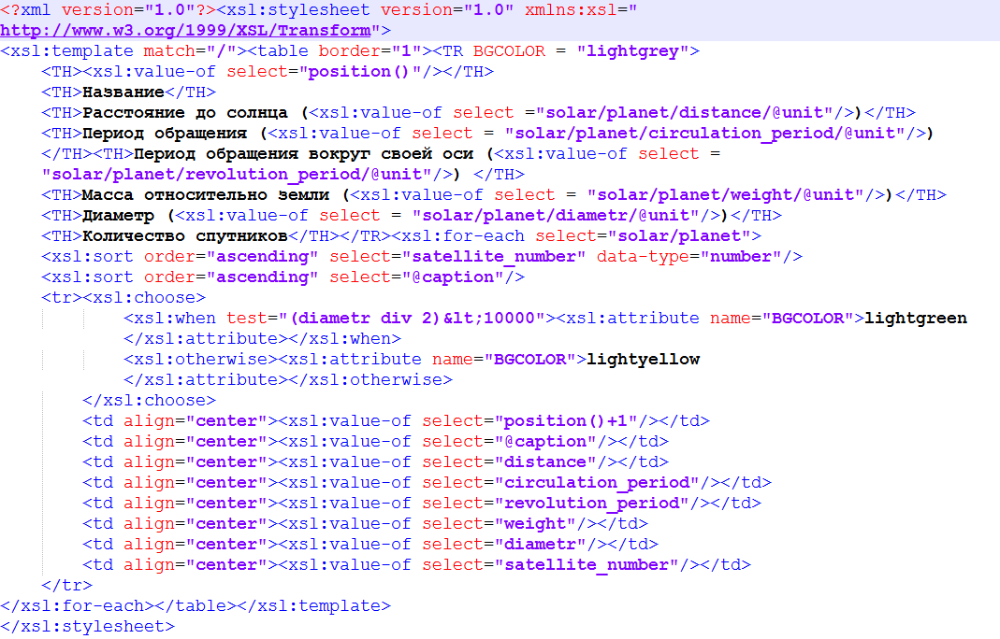 <?xml version="1.0"?><xsl:stylesheet version="1.0" xmlns:xsl="
http://www.w3.org/1999/XSL/Transform">
<xsl:template match="/"><table border="1"><TR BGCOLOR = "lightgrey">
<TH><xsl:value-of select="position()"/></TH>
<TH>Название</TH>
<TH>Расстояние до солнца (<xsl:value-of select ="solar/planet/distance/@unit"/>)</TH>
<TH>Период обращения (<xsl:value-of select = "solar/planet/circulation_period/@unit"/>)
</TH><TH>Период обращения вокруг своей оси (<xsl:value-of select =
"solar/planet/revolution_period/@unit"/>) </TH>
<TH>Масса относительно земли (<xsl:value-of select = "solar/planet/weight/@unit"/>)</TH>
<TH>Диаметр (<xsl:value-of select = "solar/planet/diametr/@unit"/>)</TH>
<TH>Количество спутников</TH></TR><xsl:for-each select="solar/planet">
<xsl:sort order="ascending" select="satellite_number" data-type="number"/>
<xsl:sort order="ascending" select="@caption"/>
<tr><xsl:choose>
<xsl:when test="(diametr div 2)&lt;10000"><xsl:attribute name="BGCOLOR">lightgreen
</xsl:attribute></xsl:when>
<xsl:otherwise><xsl:attribute name="BGCOLOR">lightyellow
</xsl:attribute></xsl:otherwise>
</xsl:choose>
<td align="center"><xsl:value-of select="position()+1"/></td>
<td align="center"><xsl:value-of select="@caption"/></td>
<td align="center"><xsl:value-of select="distance"/></td>
<td align="center"><xsl:value-of select="circulation_period"/></td>
<td align="center"><xsl:value-of select="revolution_period"/></td>
<td align="center"><xsl:value-of select="weight"/></td>
<td align="center"><xsl:value-of select="diametr"/></td>
<td align="center"><xsl:value-of select="satellite_number"/></td>
</tr>
</xsl:for-each></table></xsl:template>
</xsl:stylesheet>